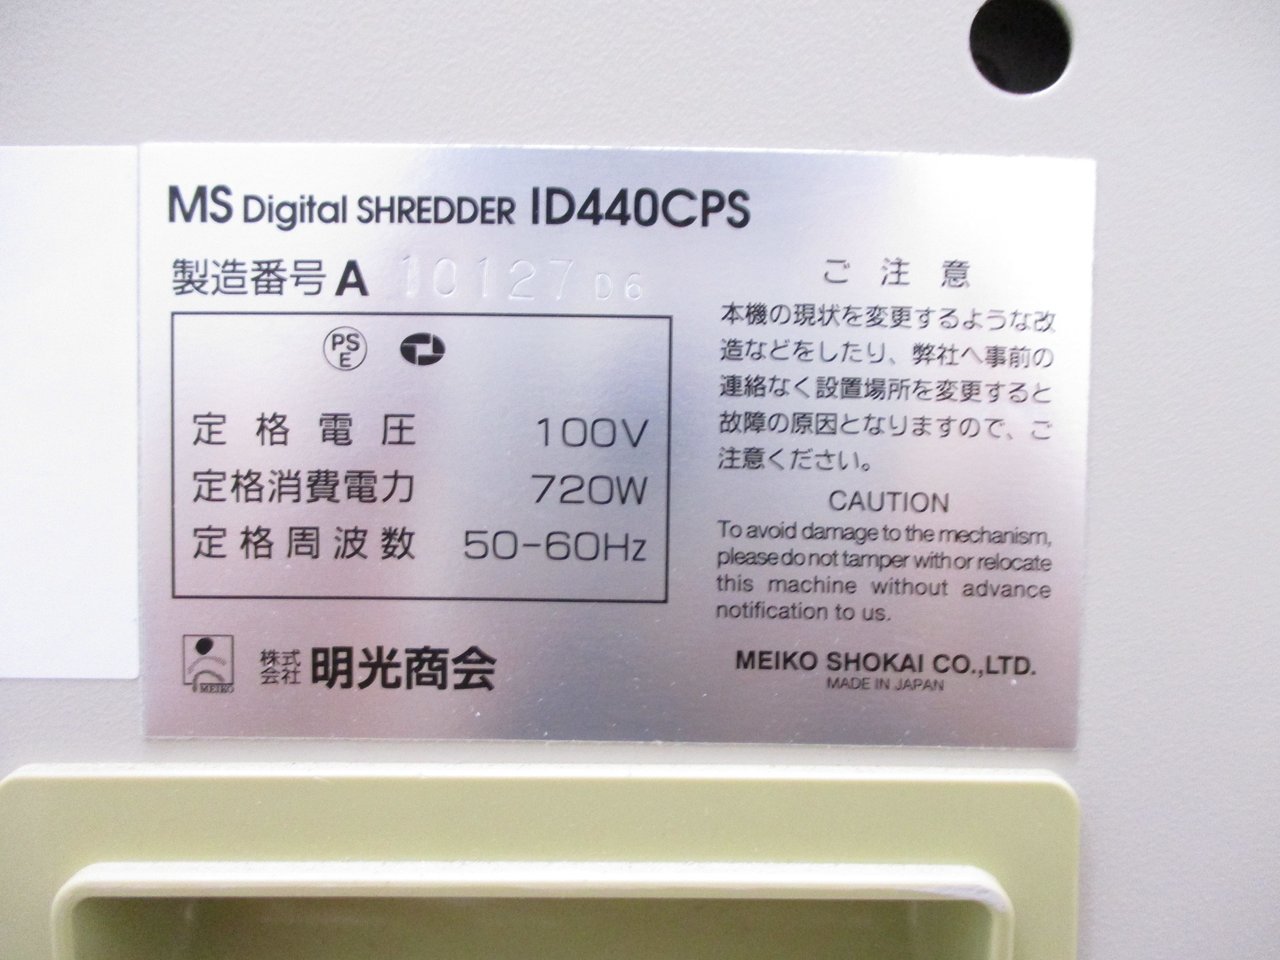 MS Digital SHREDDER ID440CPS
製造番号 A 10127 D6
PS
E
定格電圧 100V
定格消費電力 720W
定格周波数 50-60Hz
MEIKO
株式
会社 明光商会
ご注意
本機の現状を変更するような改
造などをしたり、弊社へ事前の
連絡なく設置場所を変更すると
故障の原因となりますので、ご
注意ください。
CAUTION
To avoid damage to the mechanism,
please do not tamper with or relocate
this machine without advance
notification to us.
MEIKO SHOKAI CO.,LTD.
MADE IN JAPAN